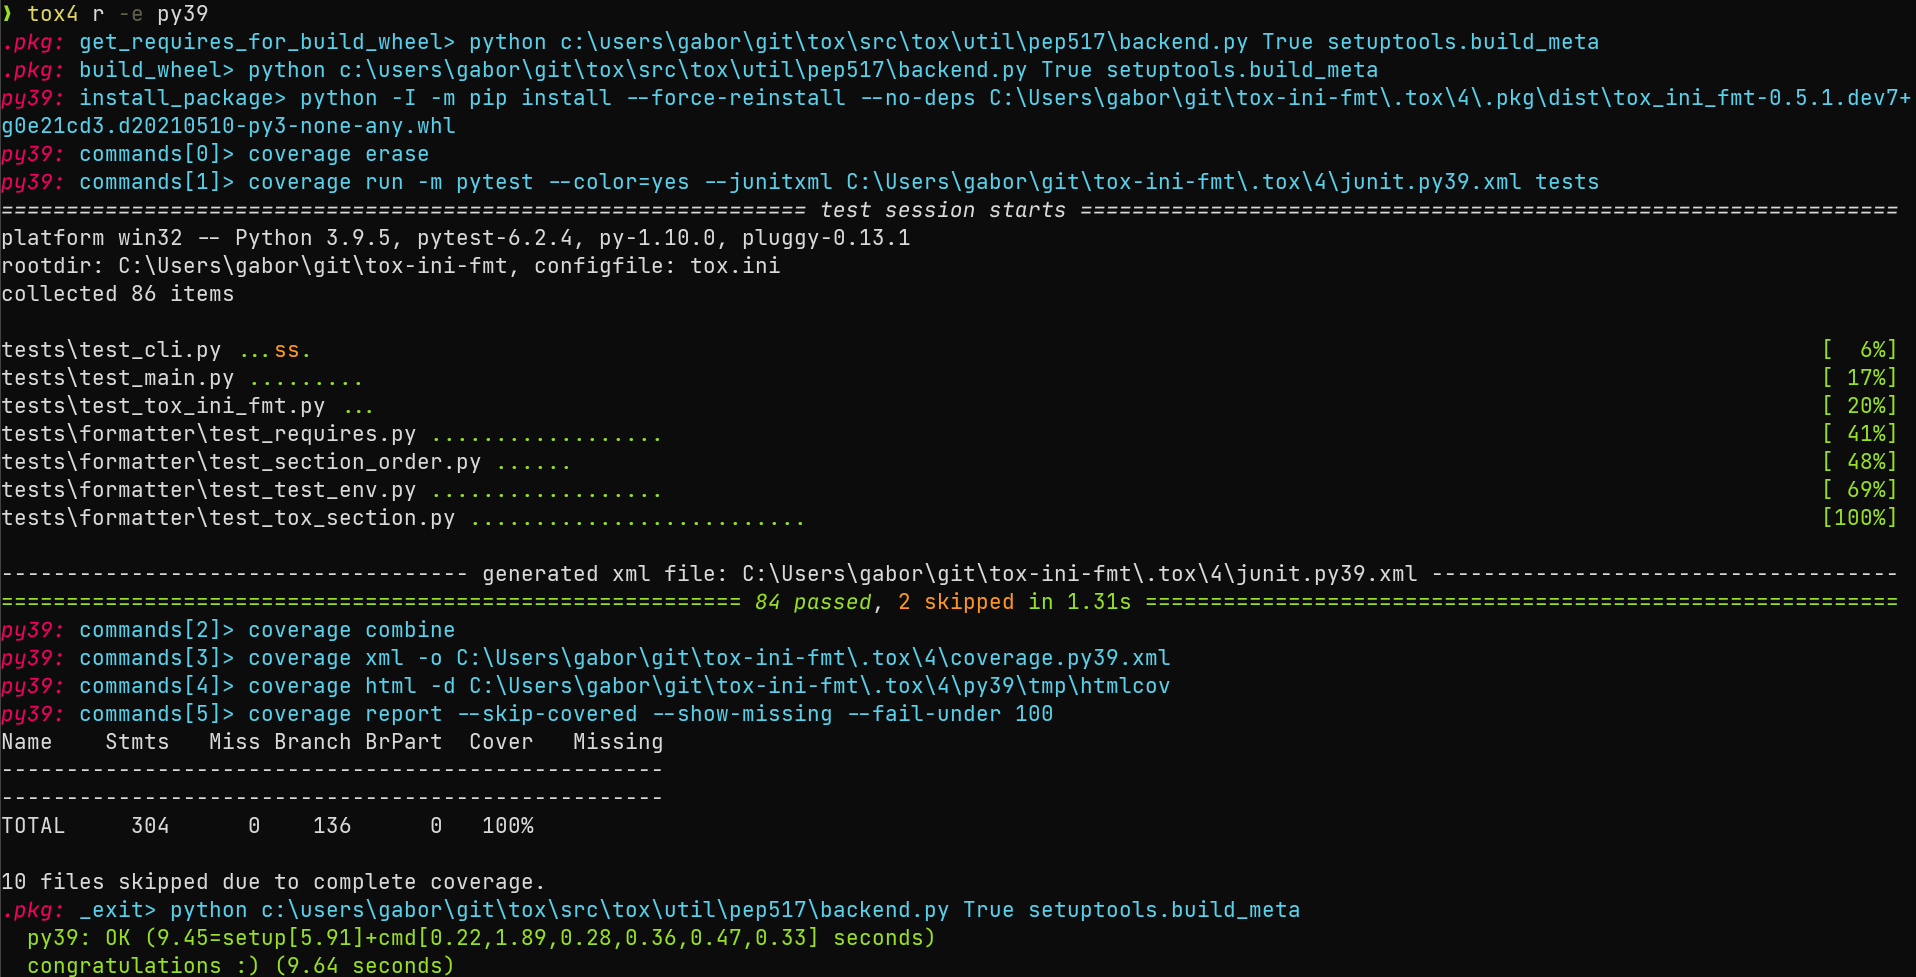 ❯ tox4 r -e py39
.pkg: get_requires_for_build_wheel> python c:\users\gabor\git\tox\src\tox\util\pep517\backend.py True setuptools.build_meta
.pkg: build_wheel> python c:\users\gabor\git\tox\src\tox\util\pep517\backend.py True setuptools.build_meta
py39: install_package> python -I -m pip install --force-reinstall --no-deps C:\Users\gabor\git\tox-ini-fmt\.tox\4\.pkg\dist\tox_ini_fmt-0.5.1.dev7+
g0e21cd3.d20210510-py3-none-any.whl
py39: commands[0]> coverage erase
py39: commands[1]> coverage run -m pytest --color=yes --junitxml C:\Users\gabor\git\tox-ini-fmt\.tox\4\junit.py39.xml tests
============================================================== test session starts ===============================================================
platform win32 -- Python 3.9.5, pytest-6.2.4, py-1.10.0, pluggy-0.13.1
rootdir: C:\Users\gabor\git\tox-ini-fmt, configfile: tox.ini
collected 86 items
tests\test_cli.py ...ss. [  6%]
tests\test_main.py ......... [ 17%]
tests\test_tox_ini_fmt.py ... [ 20%]
tests\formatter\test_requires.py .................. [ 41%]
tests\formatter\test_section_order.py ...... [ 48%]
tests\formatter\test_test_env.py .................. [ 69%]
tests\formatter\test_tox_section.py .......................... [100%]
------------------------------------ generated xml file: C:\Users\gabor\git\tox-ini-fmt\.tox\4\junit.py39.xml ------------------------------------
========================================================= 84 passed, 2 skipped in 1.31s ==========================================================
py39: commands[2]> coverage combine
py39: commands[3]> coverage xml -o C:\Users\gabor\git\tox-ini-fmt\.tox\4\coverage.py39.xml
py39: commands[4]> coverage html -d C:\Users\gabor\git\tox-ini-fmt\.tox\4\py39\tmp\htmlcov
py39: commands[5]> coverage report --skip-covered --show-missing --fail-under 100
Name    Stmts   Miss Branch BrPart  Cover   Missing
---------------------------------------------------
---------------------------------------------------
TOTAL     304      0    136      0   100%
10 files skipped due to complete coverage.
.pkg: _exit> python c:\users\gabor\git\tox\src\tox\util\pep517\backend.py True setuptools.build_meta
  py39: OK (9.45=setup[5.91]+cmd[0.22,1.89,0.28,0.36,0.47,0.33] seconds)
  congratulations :) (9.64 seconds)